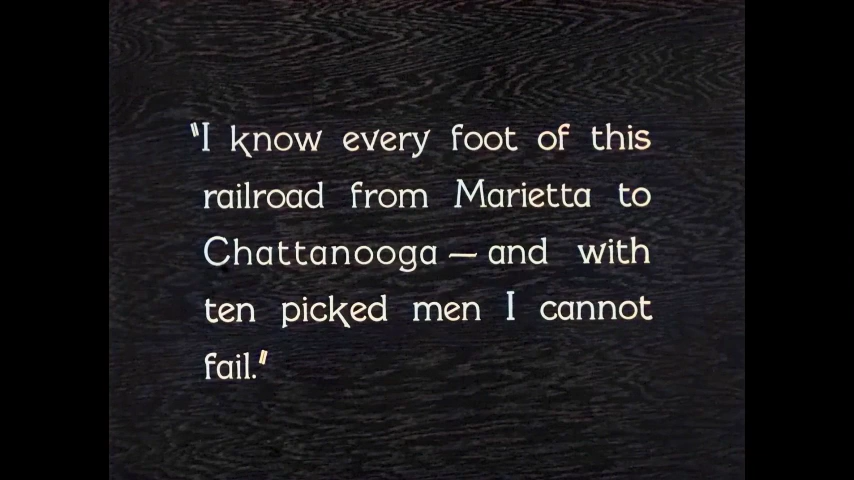 "I know every foot of this
railroad from Marietta to
Chattanooga — and with
ten picked men I cannot
fail."